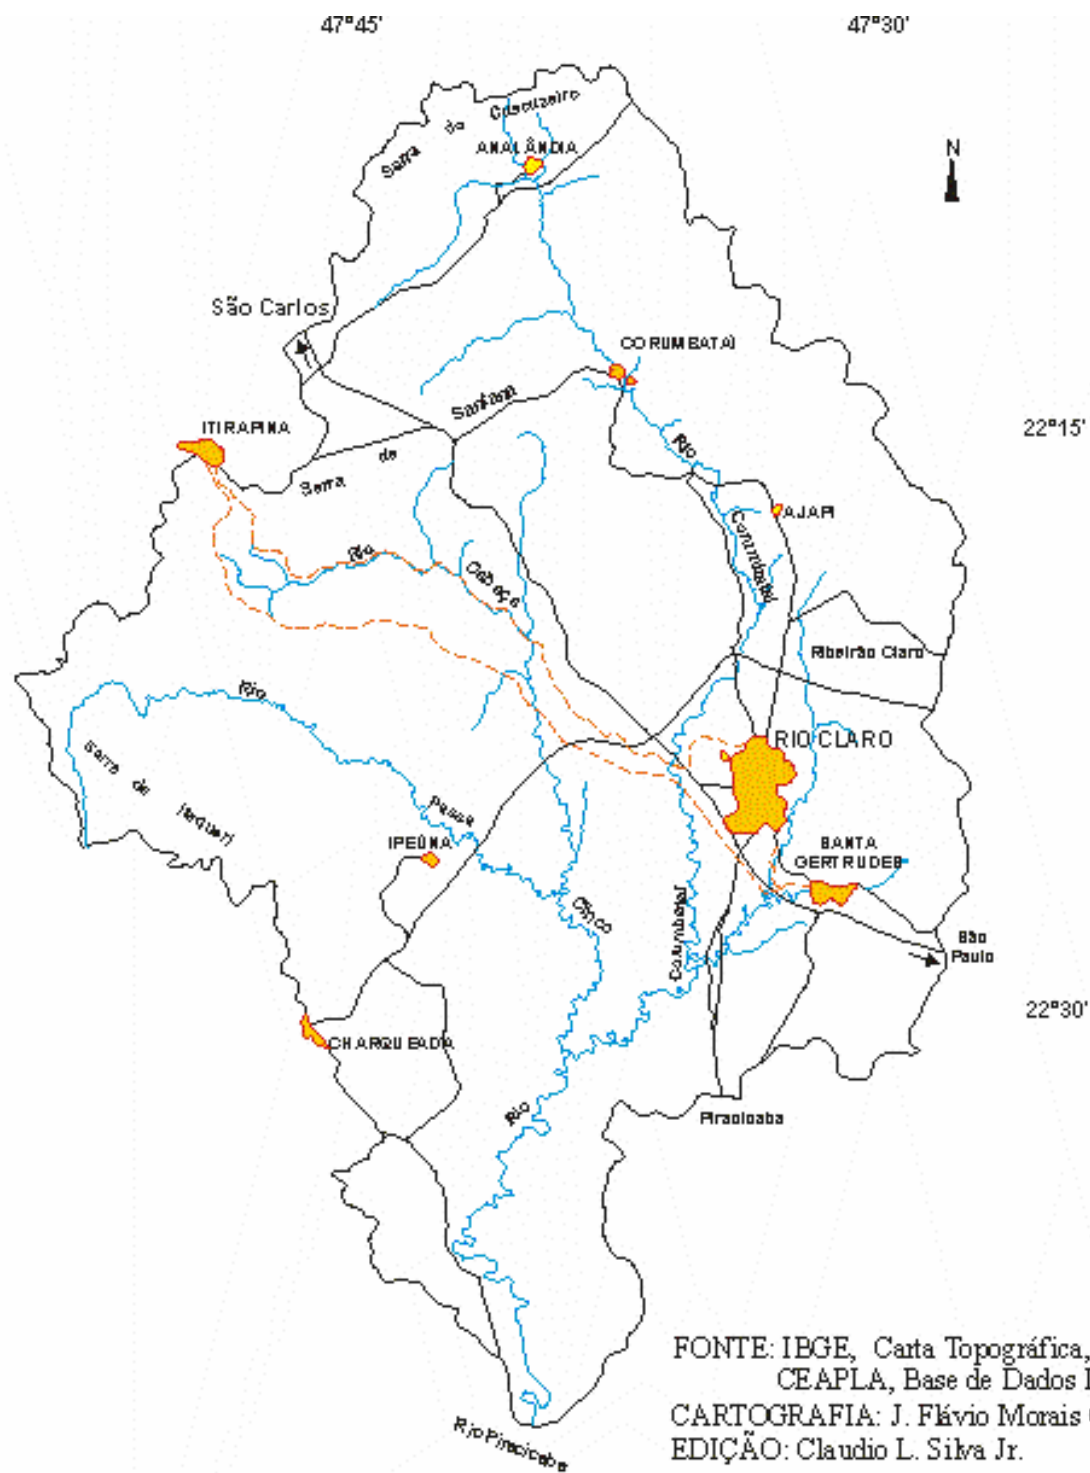 47°45'
47°30'
Serra do Cuscuzeiro
ANALÂNDIA
N
São Carlos
CORUMBATAÍ
Serra de Santana
ITIRAPINA
22°15'
Rio Corumbataí
AJAPI
Rio Cabeça
Ribeirão Claro
Rio Passa Cinco
RIO CLARO
Serra de Itaqueri
IPEÚNA
SANTA
GERTRUDES
Rio Corumbataí
São
Paulo
22°30'
CHARQUEADA
Piracicaba
FONTE: IBGE, Carta Topográfica,
CEAPLA, Base de Dados
CARTOGRAFIA: J. Flávio Morais
EDIÇÃO: Claudio L. Silva Jr.
Rio Piracicaba